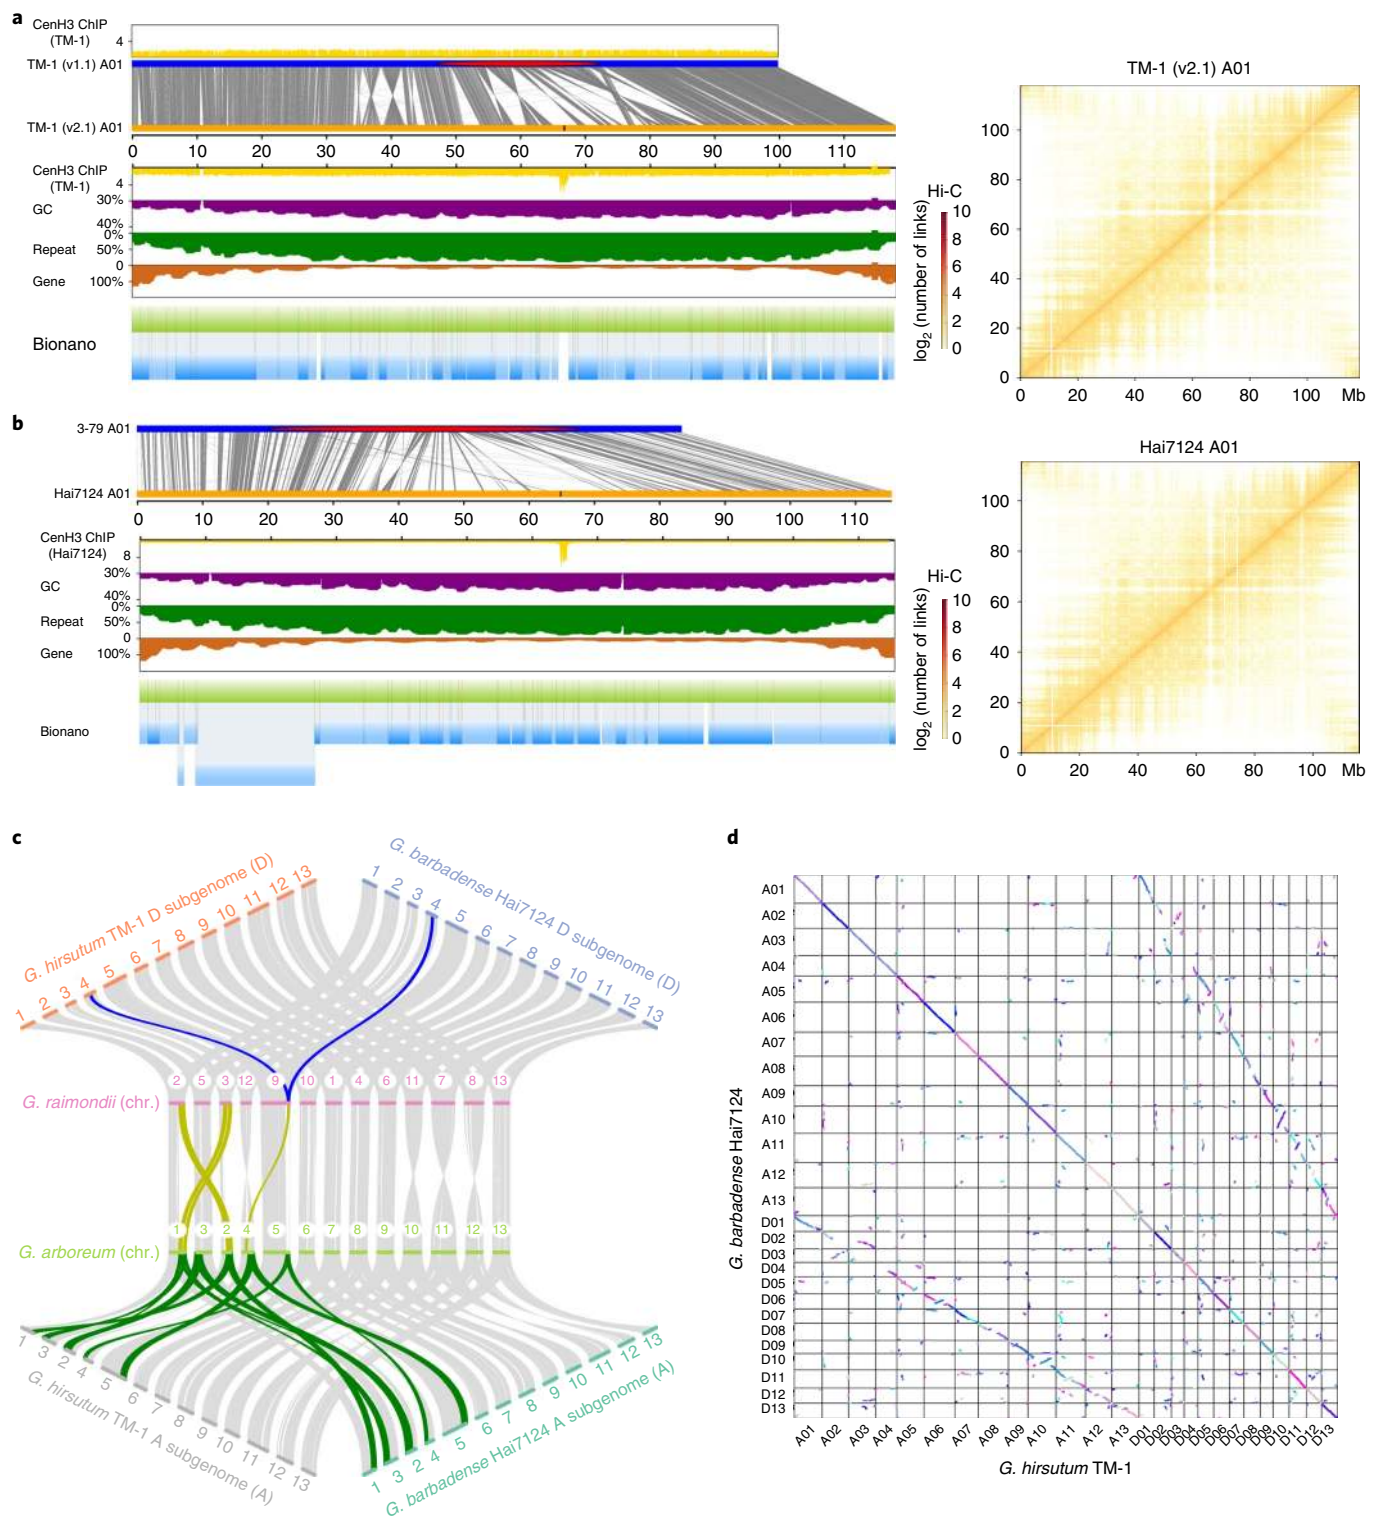 a
CenH3 ChIP
(TM-1)
4
TM-1 (v1.1) A01
TM-1 (v2.1) A01
0 10 20 30 40 50 60 70 80 90 100 110
CenH3 ChIP
(TM-1)
4
30%
GC
40%
0%
Repeat 50%
0
Gene 100%
Bionano
TM-1 (v2.1) A01
100
80
60
40
20
0
0 20 40 60 80 100 Mb
Hi-C
10
8
6
4
2
0
log2 (number of links)
b
3-79 A01
Hai7124 A01
0 10 20 30 40 50 60 70 80 90 100 110
CenH3 ChIP
(Hai7124) 8
30%
GC
40%
0%
Repeat 50%
0
Gene 100%
Bionano
Hai7124 A01
100
80
60
40
20
0
0 20 40 60 80 100 Mb
Hi-C
10
8
6
4
2
0
log2 (number of links)
c
G. hirsutum TM-1 D subgenome (D)
1 2 3 4 5 6 7 8 9 10 11 12 13
G. barbadense Hai7124 D subgenome (D)
1 2 3 4 5 6 7 8 9 10 11 12 13
2 5 3 12 9 10 1 4 6 11 7 8 13
G. raimondii (chr.)
1 3 2 4 5 6 7 8 9 10 11 12 13
G. arboreum (chr.)
1 3 2 4 6 7 8 9 10 11 12 13
G. hirsutum TM-1 A subgenome (A)
1 3 2 4 5 6 7 8 9 10 11 12 13
G. barbadense Hai7124 A subgenome (A)
d
G. barbadense Hai7124
A01
A02
A03
A04
A05
A06
A07
A08
A09
A10
A11
A12
A13
D01
D02
D03
D04
D05
D06
D07
D08
D09
D10
D11
D12
D13
A01 A02 A03 A04 A05 A06 A07 A08 A09 A10 A11 A12 A13 D01 D02 D03 D04 D05 D06 D07 D08 D09 D10 D11 D12 D13
G. hirsutum TM-1